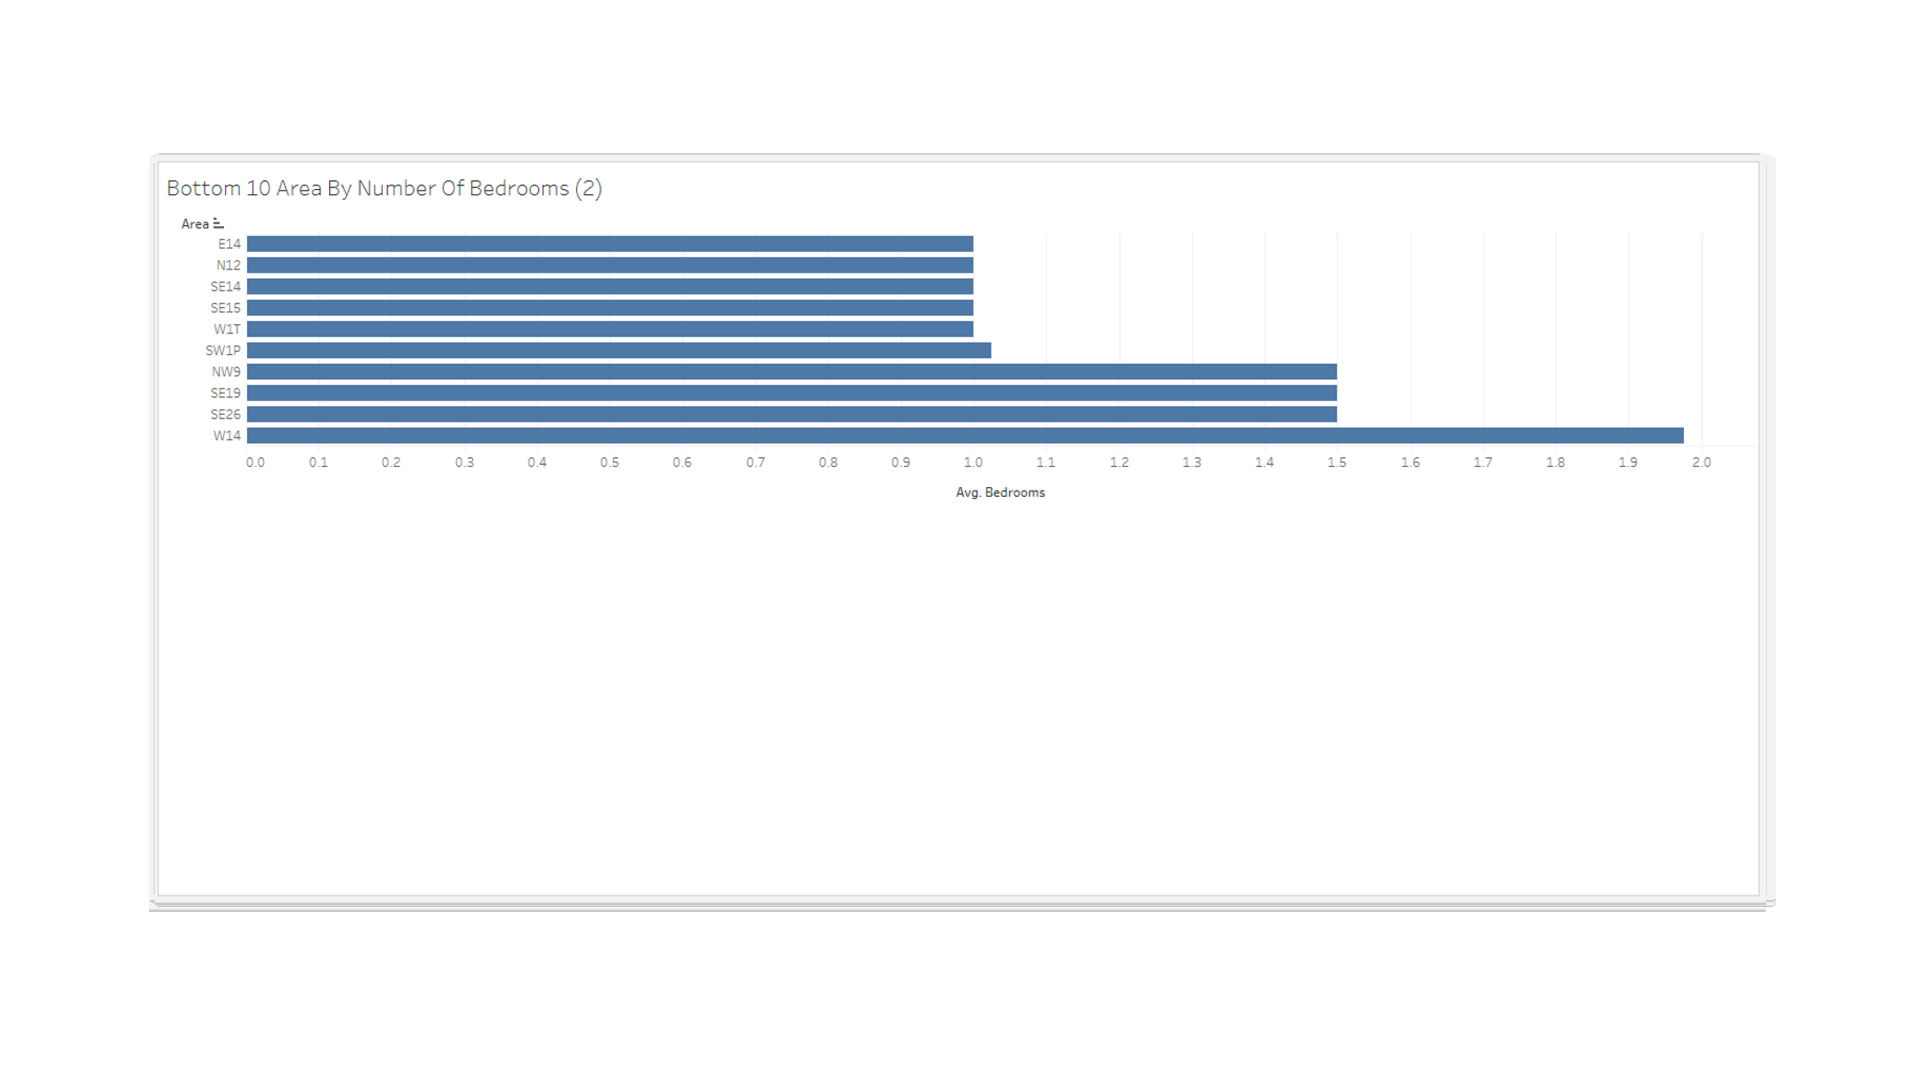 Bottom 10 Area By Number Of Bedrooms (2)
Area
E14
N12
SE14
SE15
W1T
SW1P
NW9
SE19
SE26
W14
0.0 0.1 0.2 0.3 0.4 0.5 0.6 0.7 0.8 0.9 1.0 1.1 1.2 1.3 1.4 1.5 1.6 1.7 1.8 1.9 2.0
Avg. Bedrooms